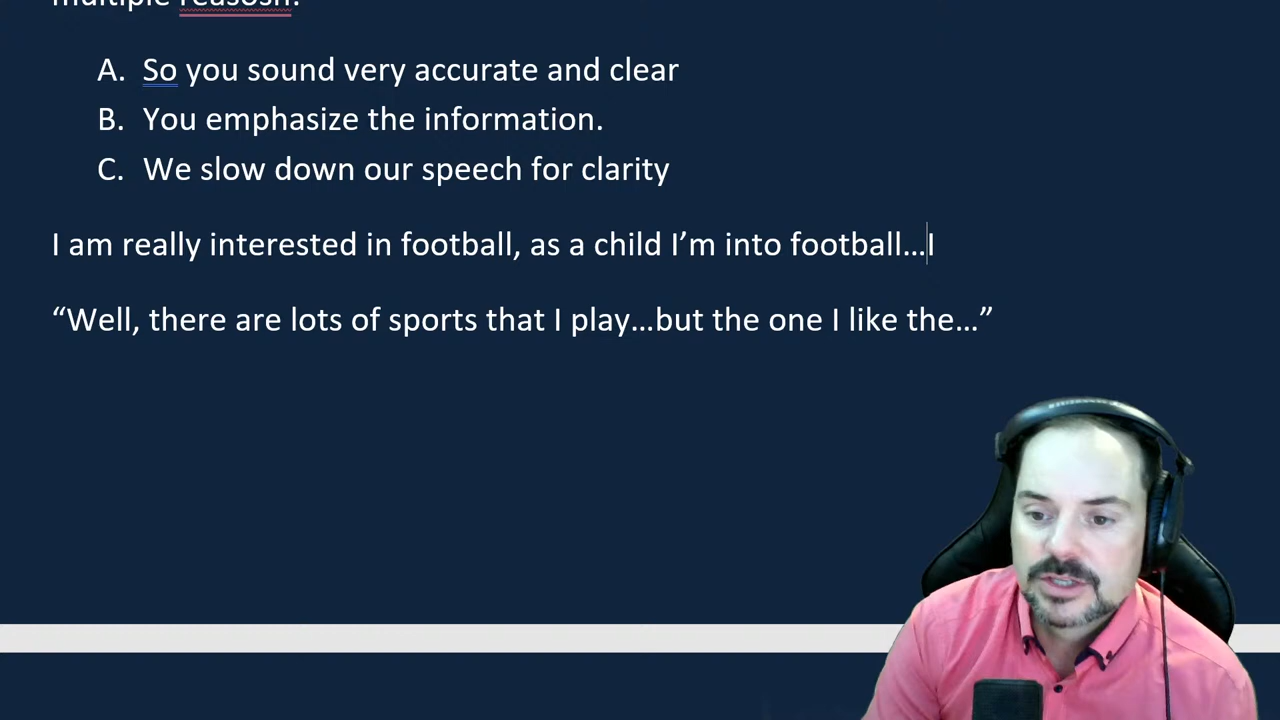 multiple reasosn:
A. So you sound very accurate and clear
B. You emphasize the information.
C. We slow down our speech for clarity
I am really interested in football, as a child I’m into football…I
“Well, there are lots of sports that I play…but the one I like the…”